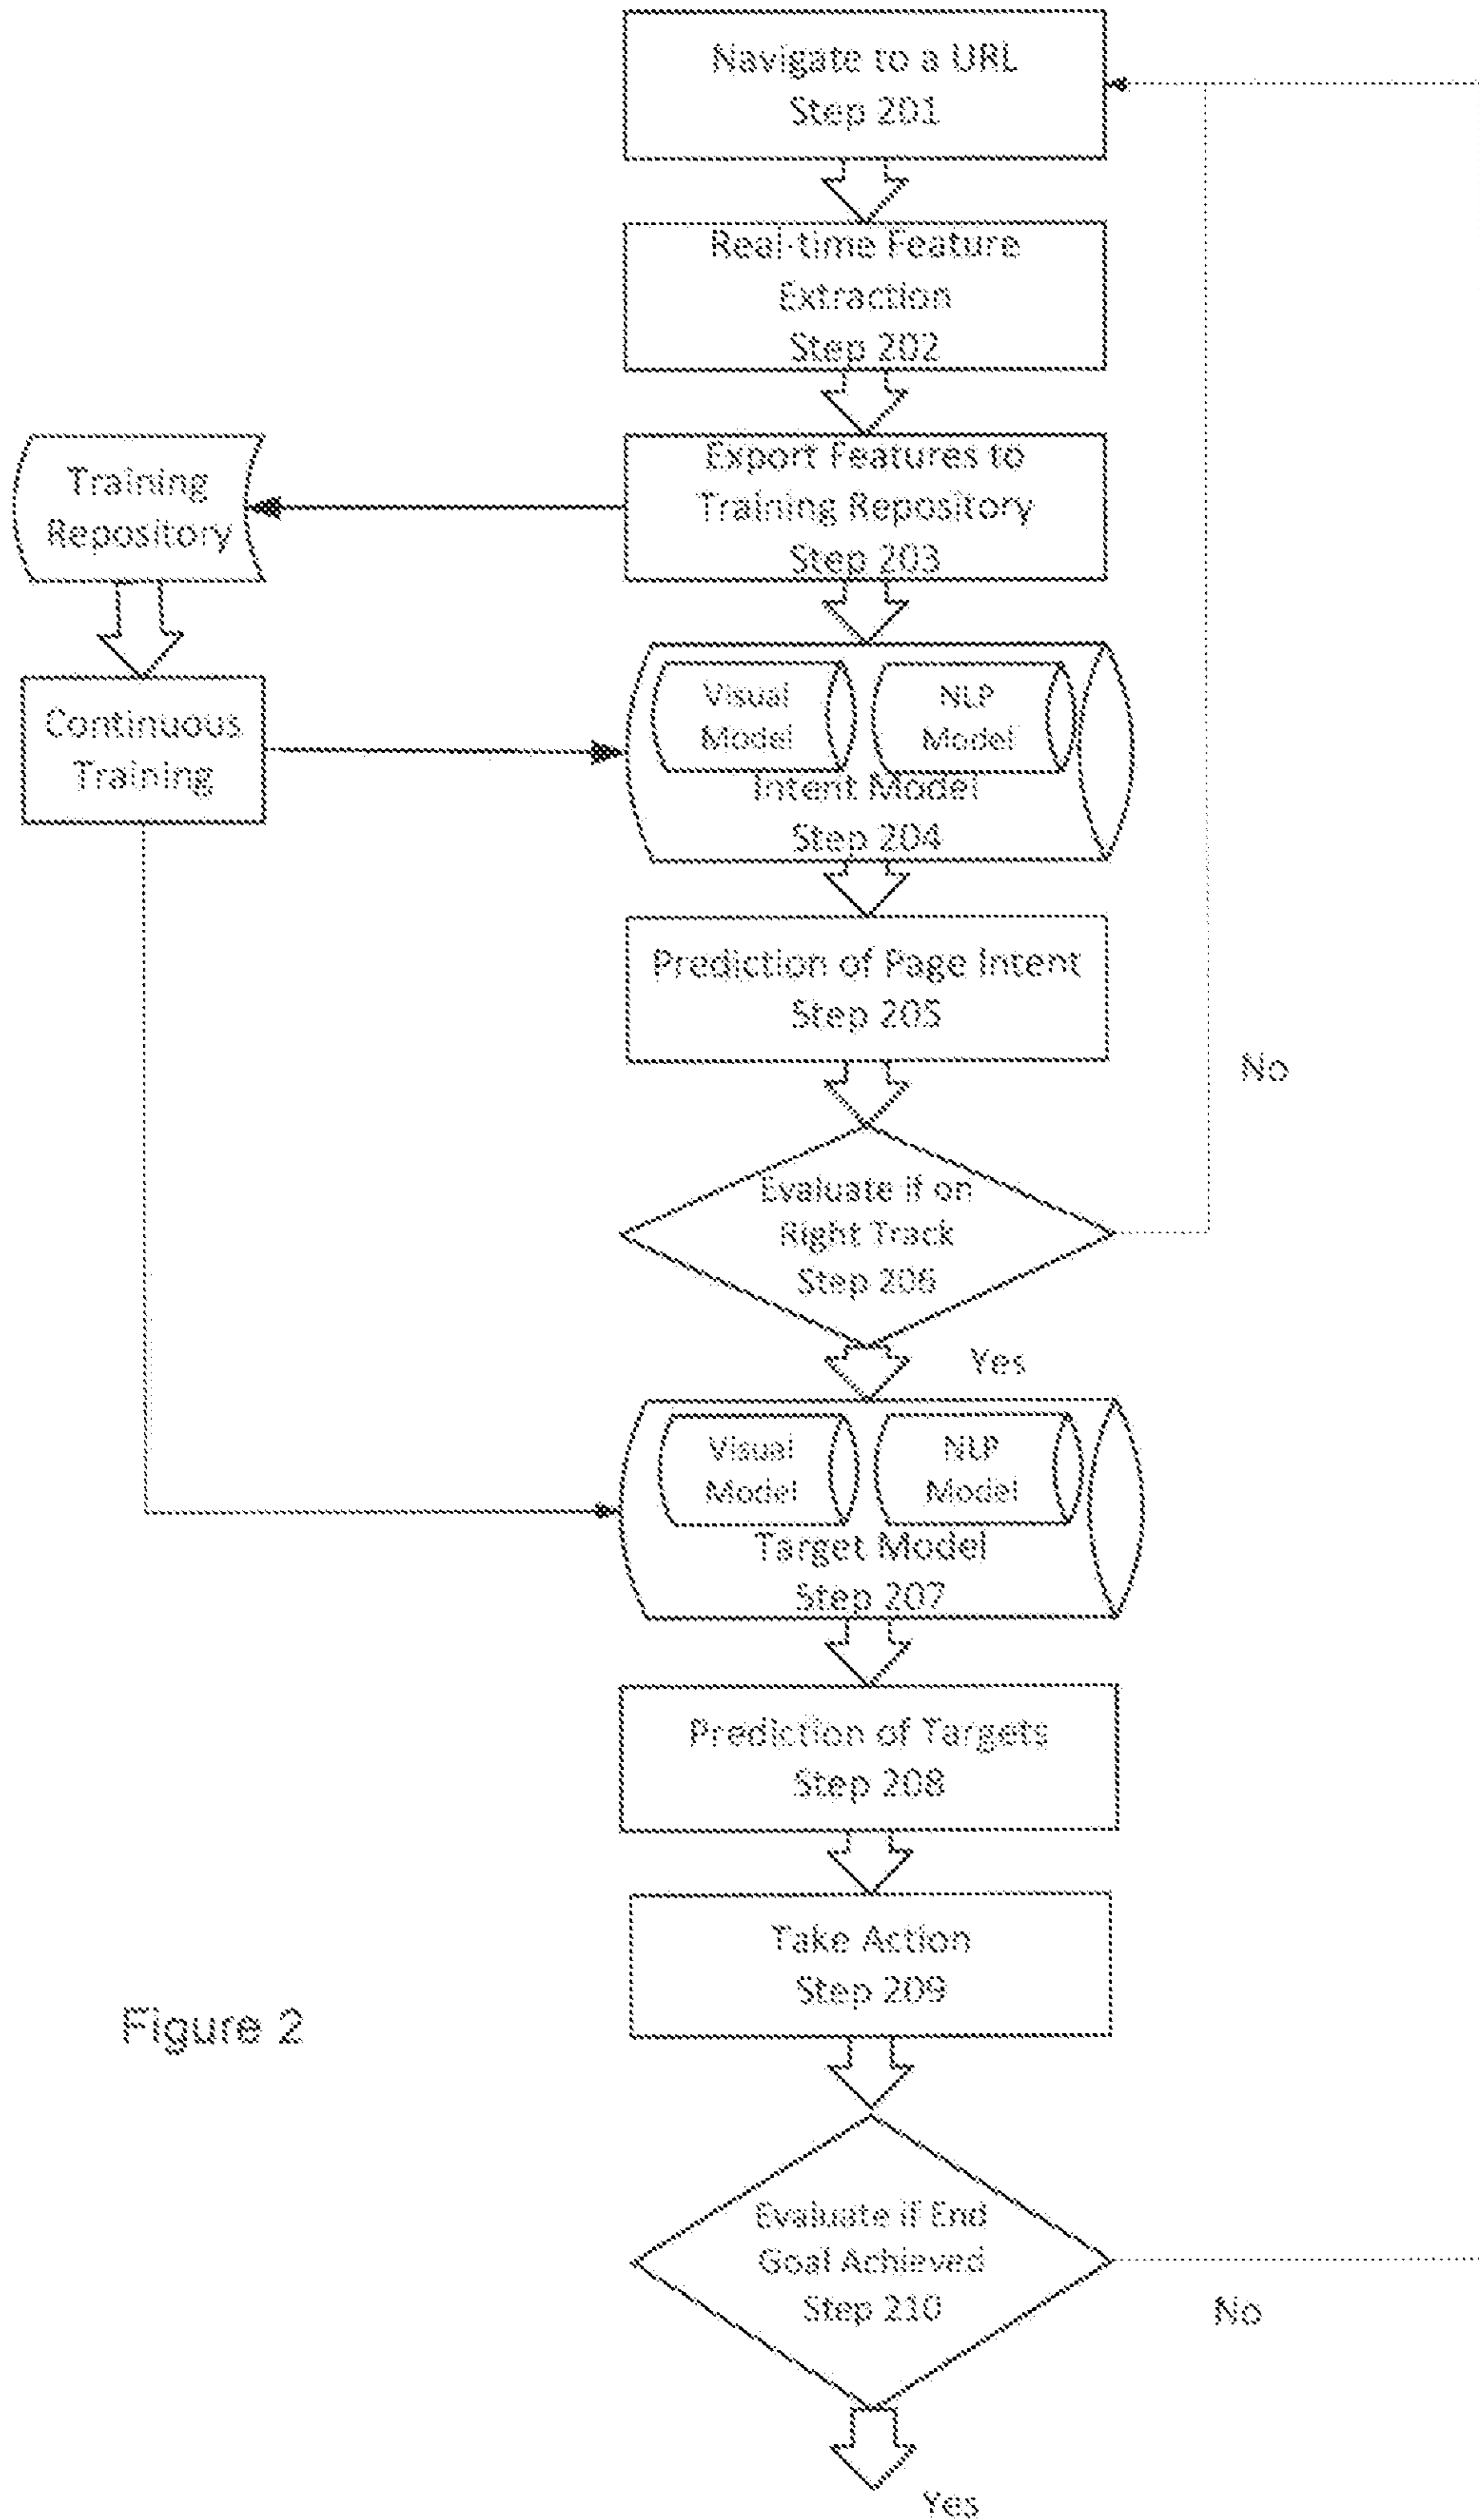 Navigate to a URL
Step 201
Real-time Feature
Extraction
Step 202
Export Features to
Training Repository
Step 203
Training
Repository
Continuous
Training
Visual
Model
NLP
Model
Intent Model
Step 204
Prediction of Page Intent
Step 205
No
Evaluate if on
Right Track
Step 206
Yes
Visual
Model
NLP
Model
Target Model
Step 207
Prediction of Targets
Step 208
Take Action
Step 209
Figure 2
Evaluate if End
Goal Achieved
Step 210
No
Yes